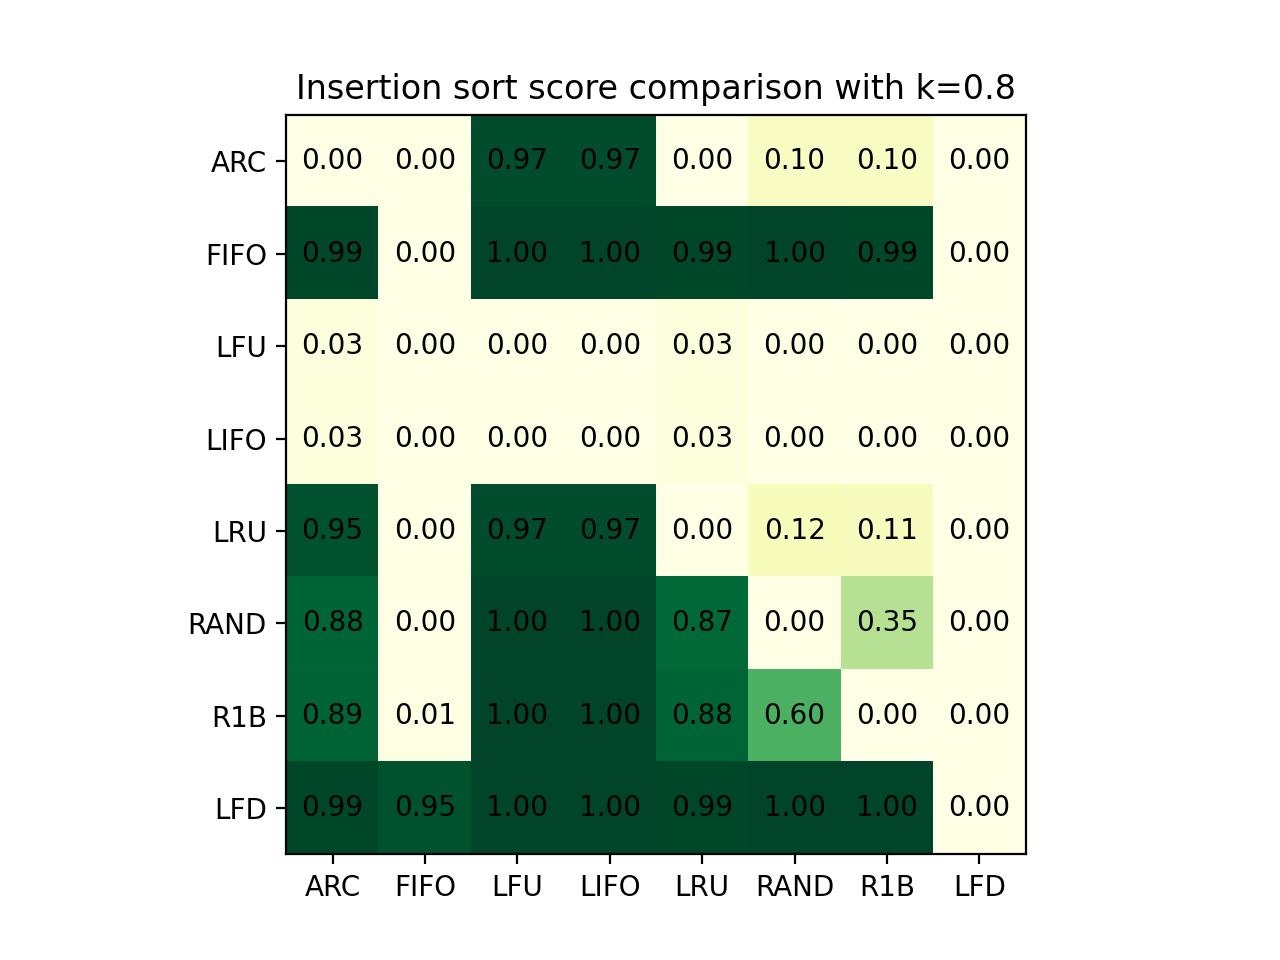 Insertion sort score comparison with k=0.8
ARC 0.00 0.00 0.97 0.97 0.00 0.10 0.10 0.00
FIFO 0.99 0.00 1.00 1.00 0.99 1.00 0.99 0.00
LFU 0.03 0.00 0.00 0.00 0.03 0.00 0.00 0.00
LIFO 0.03 0.00 0.00 0.00 0.03 0.00 0.00 0.00
LRU 0.95 0.00 0.97 0.97 0.00 0.12 0.11 0.00
RAND 0.88 0.00 1.00 1.00 0.87 0.00 0.35 0.00
R1B 0.89 0.01 1.00 1.00 0.88 0.60 0.00 0.00
LFD 0.99 0.95 1.00 1.00 0.99 1.00 1.00 0.00
ARC FIFO LFU LIFO LRU RAND R1B LFD